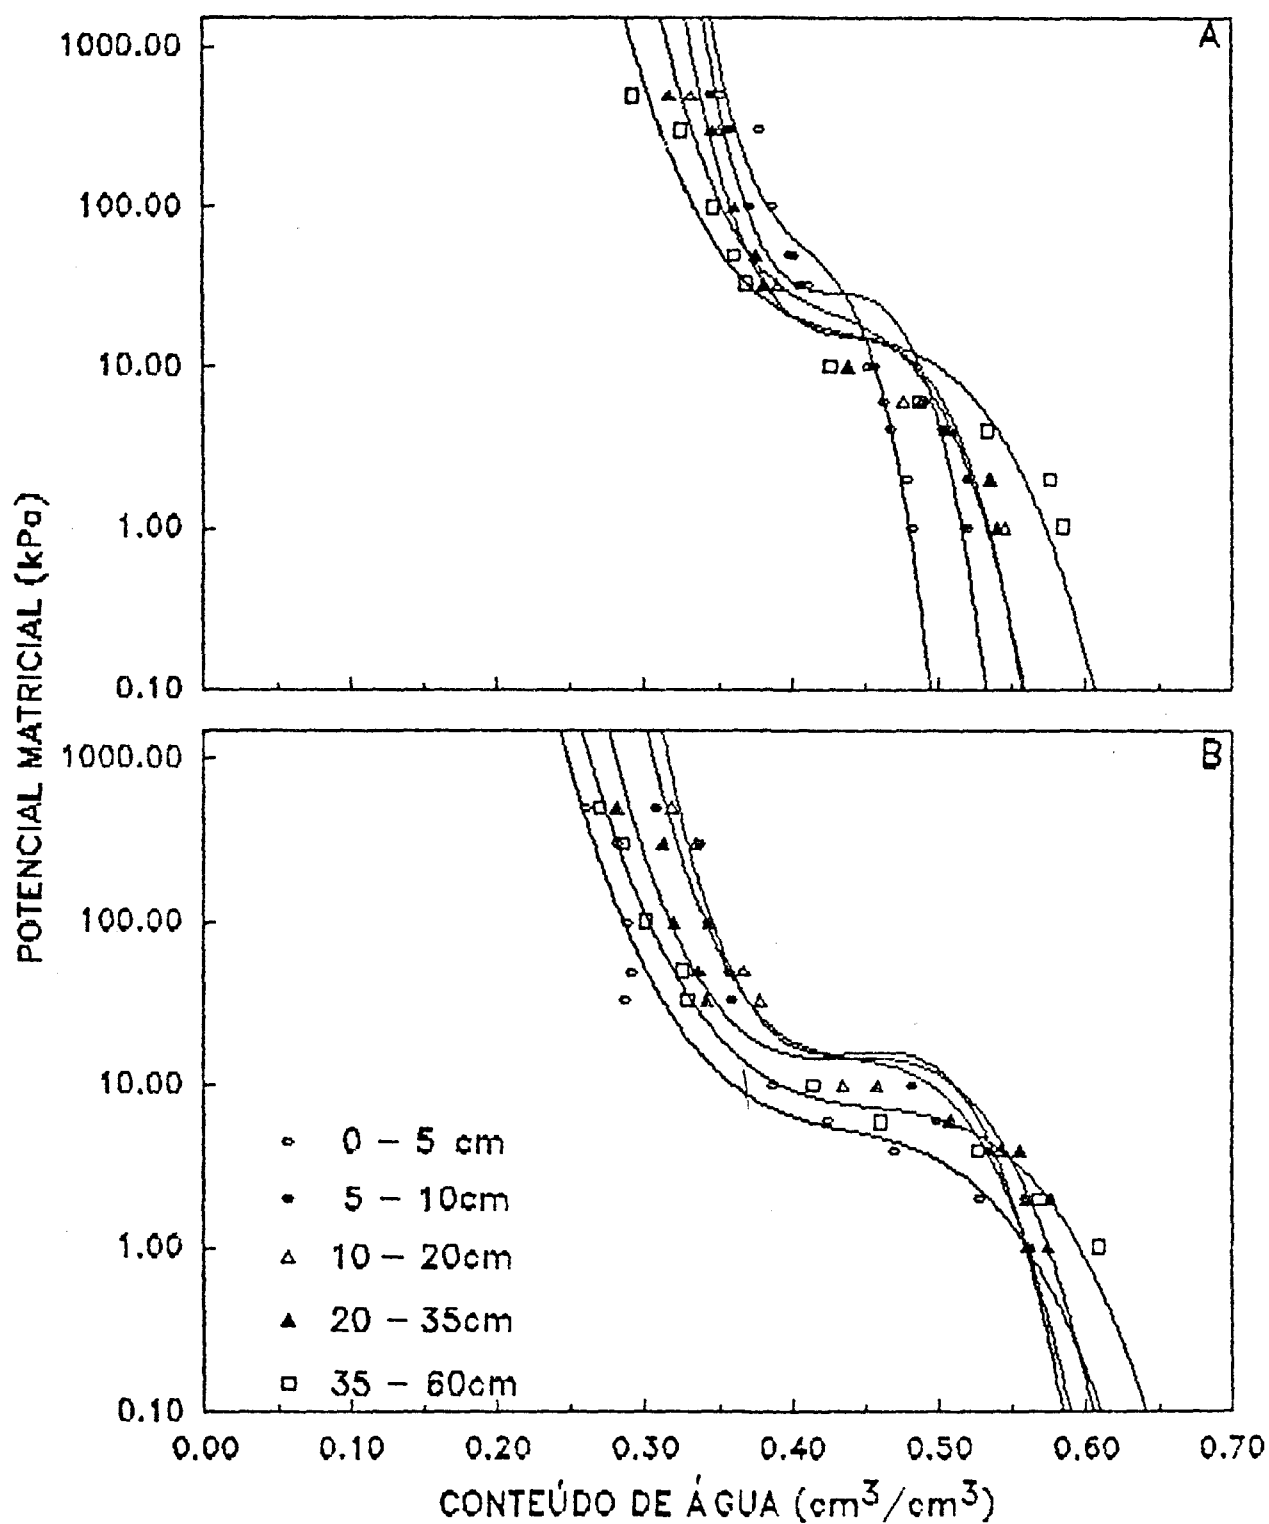 A
1000.00
100.00
10.00
1.00
0.10
POTENCIAL MATRICIAL (kPa)
B
1000.00
100.00
10.00
1.00
0.10
0 – 5 cm
5 – 10cm
10 – 20cm
20 – 35cm
35 – 60cm
0.00 0.10 0.20 0.30 0.40 0.50 0.60 0.70
CONTEÚDO DE ÁGUA (cm³/cm³)